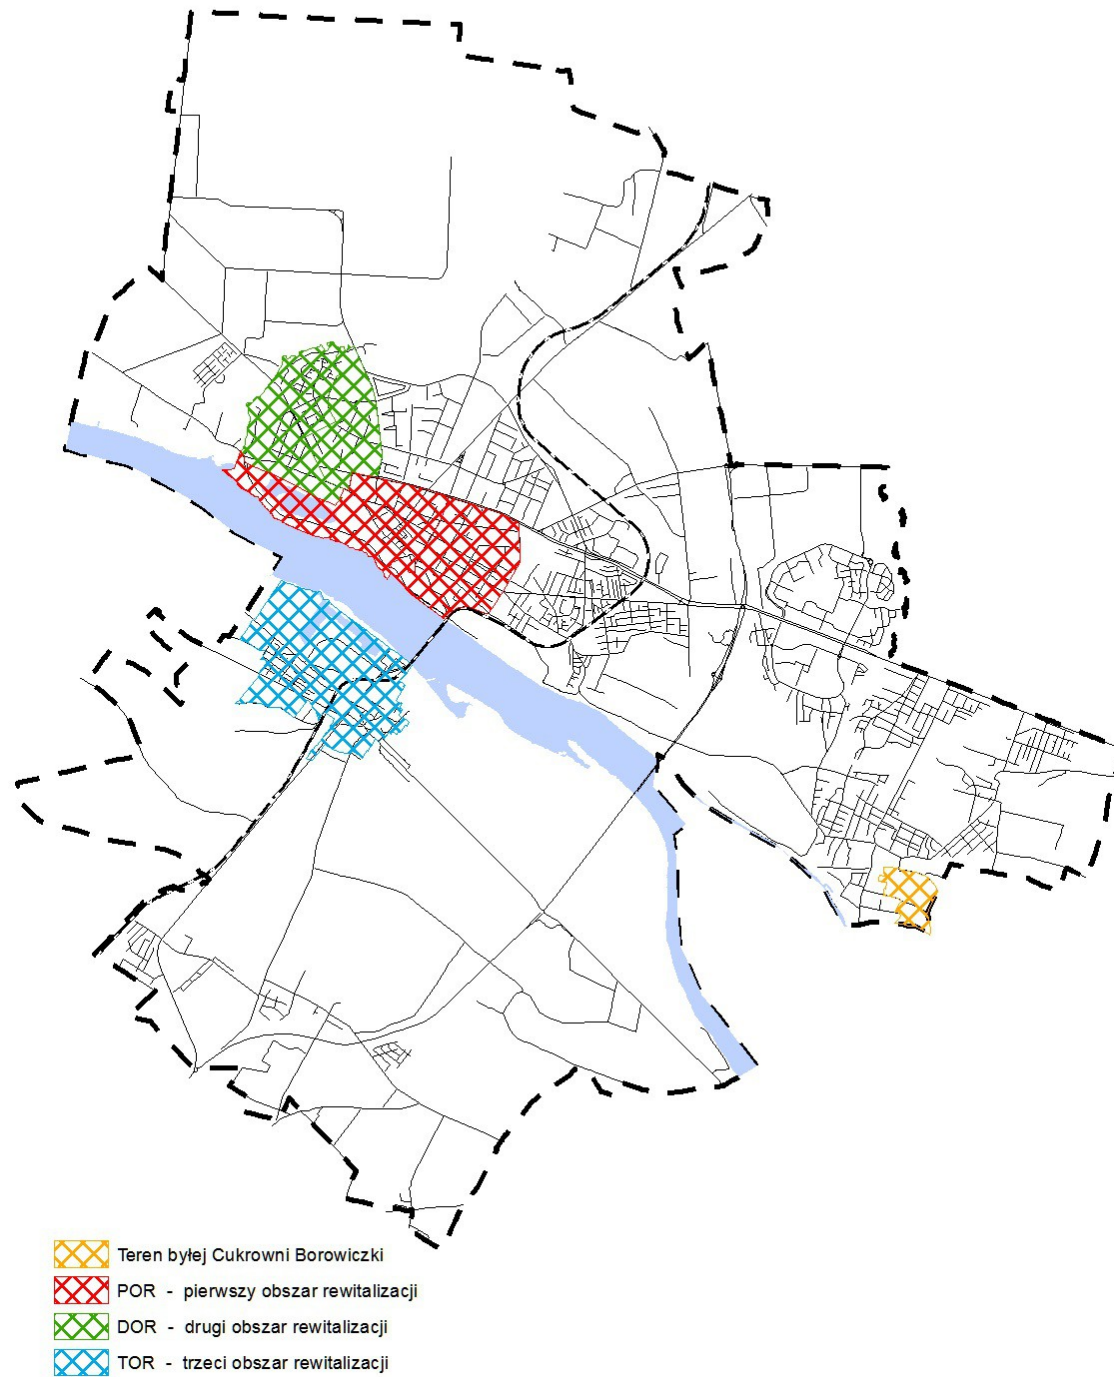 Teren byłej Cukrowni Borowiczki
POR - pierwszy obszar rewitalizacji
DOR - drugi obszar rewitalizacji
TOR - trzeci obszar rewitalizacji